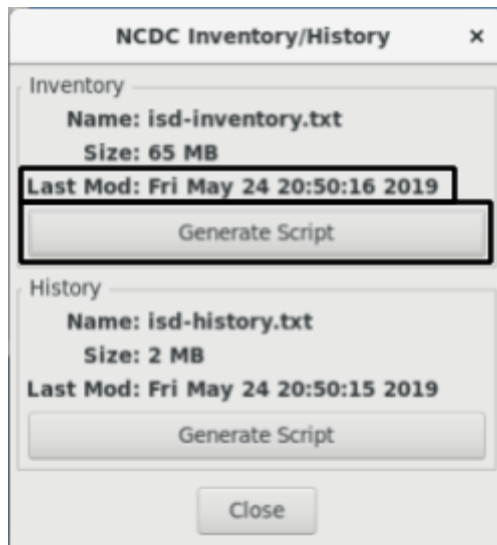 NCDC Inventory/History ×
Inventory
Name: isd-inventory.txt
Size: 65 MB
Last Mod: Fri May 24 20:50:16 2019
Generate Script
History
Name: isd-history.txt
Size: 2 MB
Last Mod: Fri May 24 20:50:15 2019
Generate Script
Close